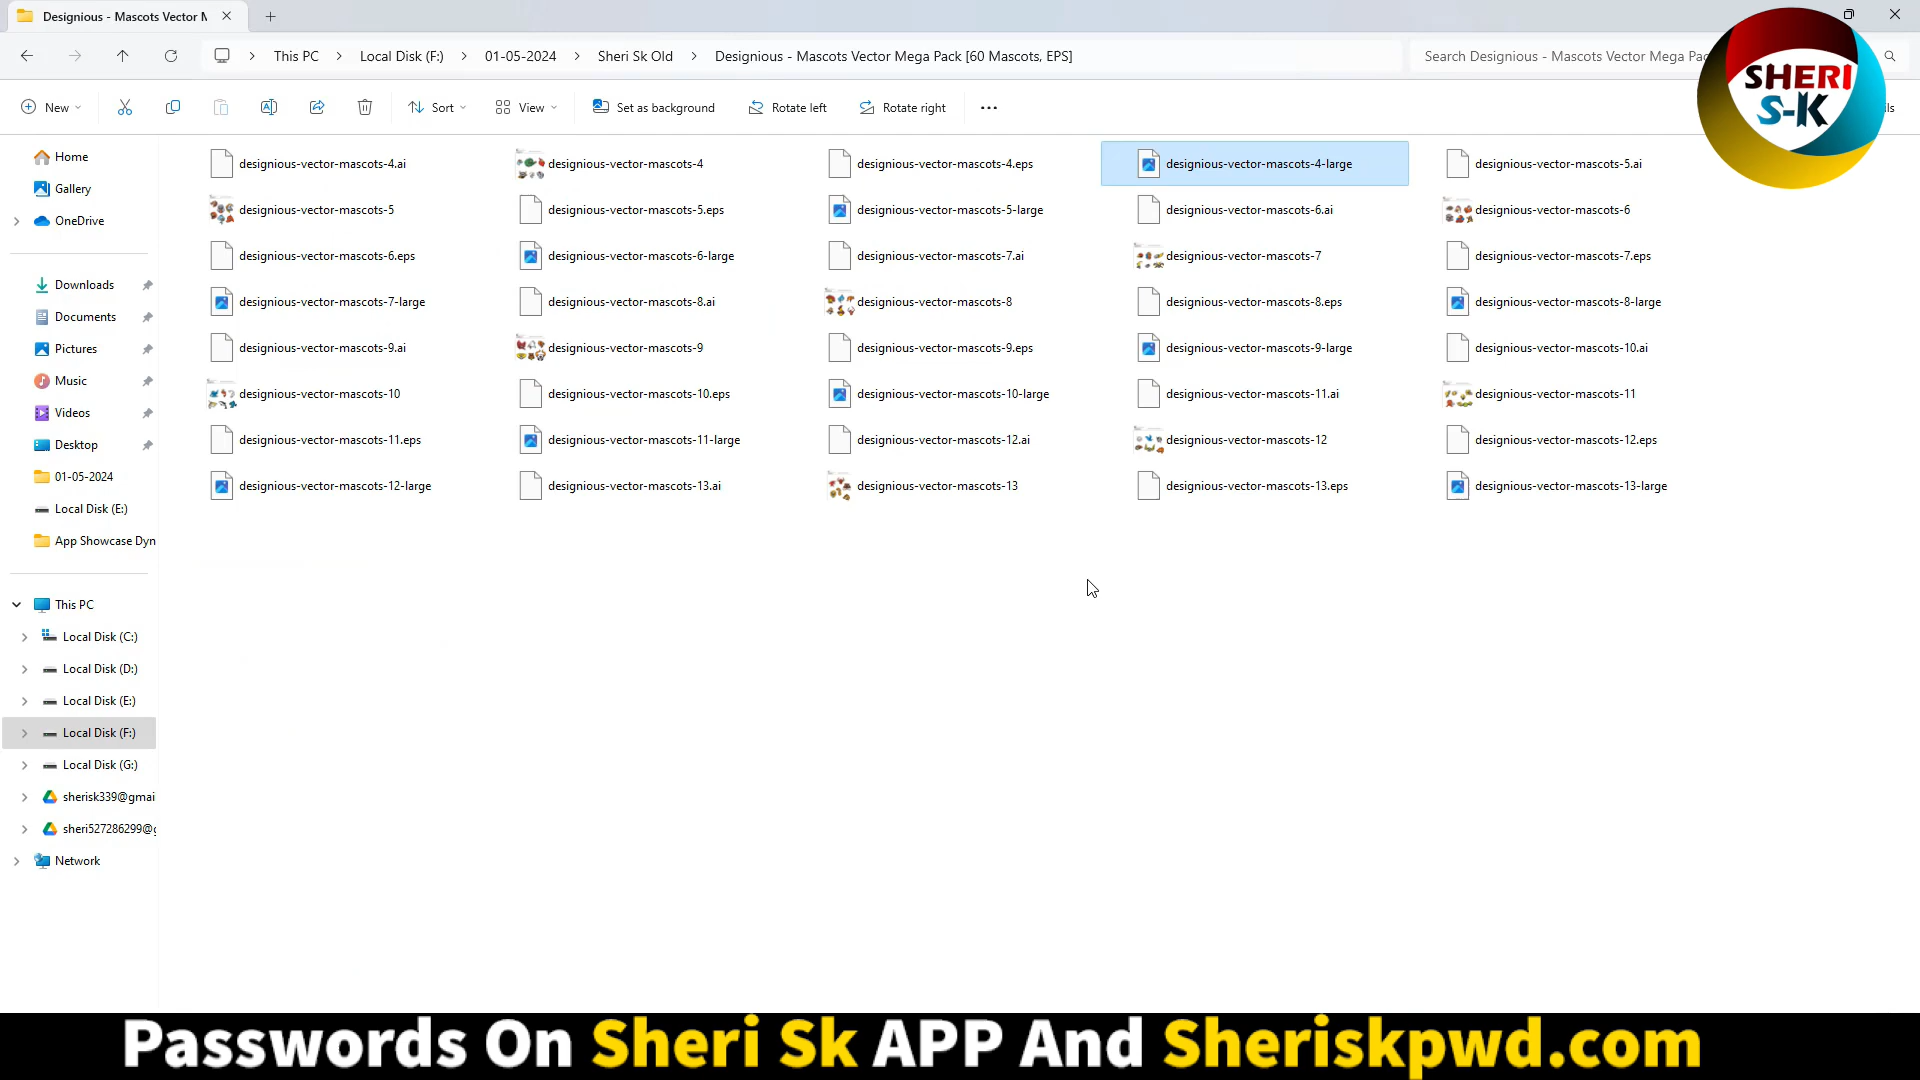 Designious - Mascots Vector M
This PC > Local Disk (F:) > 01-05-2024 > Sheri Sk Old > Designious - Mascots Vector Mega Pack [60 Mascots, EPS]
Search Designious - Mascots Vector Mega Pac
New
Sort
View
Set as background
Rotate left
Rotate right
ils
SHERI
S-K
Home
Gallery
OneDrive
Downloads
Documents
Pictures
Music
Videos
Desktop
01-05-2024
Local Disk (E:)
App Showcase Dyn
This PC
Local Disk (C:)
Local Disk (D:)
Local Disk (E:)
Local Disk (F:)
Local Disk (G:)
sherisk339@gmai
sheri527286299@g
Network
designious-vector-mascots-4.ai designious-vector-mascots-4 designious-vector-mascots-4.eps designious-vector-mascots-4-large designious-vector-mascots-5.ai
designious-vector-mascots-5 designious-vector-mascots-5.eps designious-vector-mascots-5-large designious-vector-mascots-6.ai designious-vector-mascots-6
designious-vector-mascots-6.eps designious-vector-mascots-6-large designious-vector-mascots-7.ai designious-vector-mascots-7 designious-vector-mascots-7.eps
designious-vector-mascots-7-large designious-vector-mascots-8.ai designious-vector-mascots-8 designious-vector-mascots-8.eps designious-vector-mascots-8-large
designious-vector-mascots-9.ai designious-vector-mascots-9 designious-vector-mascots-9.eps designious-vector-mascots-9-large designious-vector-mascots-10.ai
designious-vector-mascots-10 designious-vector-mascots-10.eps designious-vector-mascots-10-large designious-vector-mascots-11.ai designious-vector-mascots-11
designious-vector-mascots-11.eps designious-vector-mascots-11-large designious-vector-mascots-12.ai designious-vector-mascots-12 designious-vector-mascots-12.eps
designious-vector-mascots-12-large designious-vector-mascots-13.ai designious-vector-mascots-13 designious-vector-mascots-13.eps designious-vector-mascots-13-large
Passwords On Sheri Sk APP And Sheriskpwd.com